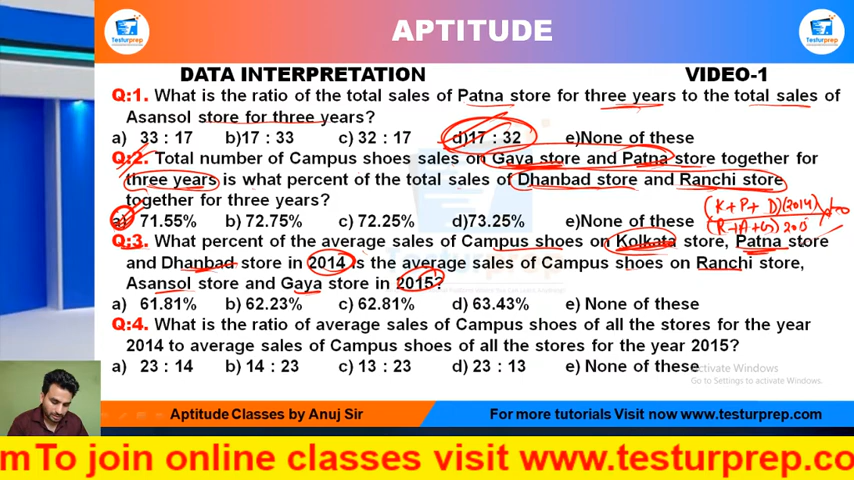 APTITUDE
Testurprep
Testurprep
DATA INTERPRETATION
VIDEO-1
Q:1. What is the ratio of the total sales of Patna store for three years to the total sales of
Asansol store for three years?
a) 33 : 17 b)17 : 33 c) 32 : 17 d)17 : 32 e)None of these
Q:2. Total number of Campus shoes sales on Gaya store and Patna store together for
three years is what percent of the total sales of Dhanbad store and Ranchi store
together for three years?
a) 71.55% b) 72.75% c) 72.25% d)73.25% e)None of these
(K+P+D)(2014)
Q:3. What percent of the average sales of Campus shoes on Kolkata store, Patna store
and Dhanbad store in 2014 is the average sales of Campus shoes on Ranchi store,
Asansol store and Gaya store in 2015?
a) 61.81% b) 62.23% c) 62.81% d) 63.43% e) None of these
Q:4. What is the ratio of average sales of Campus shoes of all the stores for the year
2014 to average sales of Campus shoes of all the stores for the year 2015?
a) 23 : 14 b) 14 : 23 c) 13 : 23 d) 23 : 13 e) None of these
Activate Windows
Go to Settings to activate Windows.
Aptitude Classes by Anuj Sir
For more tutorials Visit now www.testurprep.com
m To join online classes visit www.testurprep.co